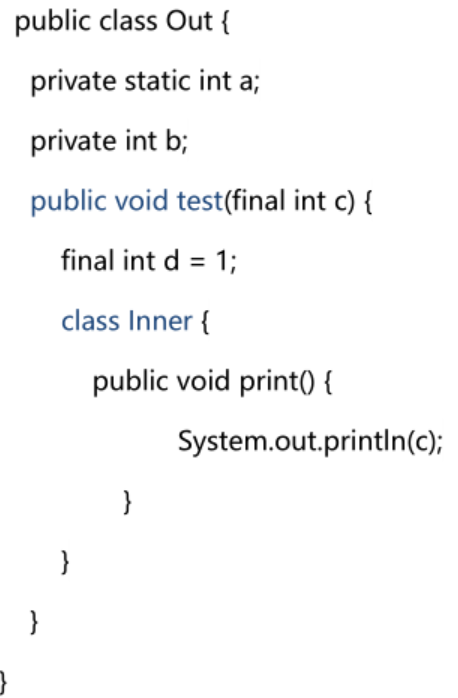 public class Out {
private static int a;
private int b;
public void test(final int c) {
final int d = 1;
class Inner {
public void print() {
System.out.println(c);
}
}
}
}